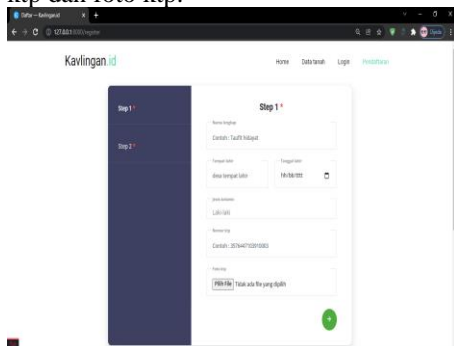 ktp dan foto ktp.
Daftar — Kavlingan.id
127.0.0.1:8000/register
Kavlingan.id
Home Data tanah Login Pendaftaran
Step 1 *
Step 2 *
Step 1 *
Nama lengkap
Contoh : Taufit hidayat
Tempat lahir Tanggal lahir
desa tempat lahir hh/bb/tttt
Jenis kelamin
Laki-laki
Nomor ktp
Foto ktp
Pilih File Tidak ada file yang dipilih
+